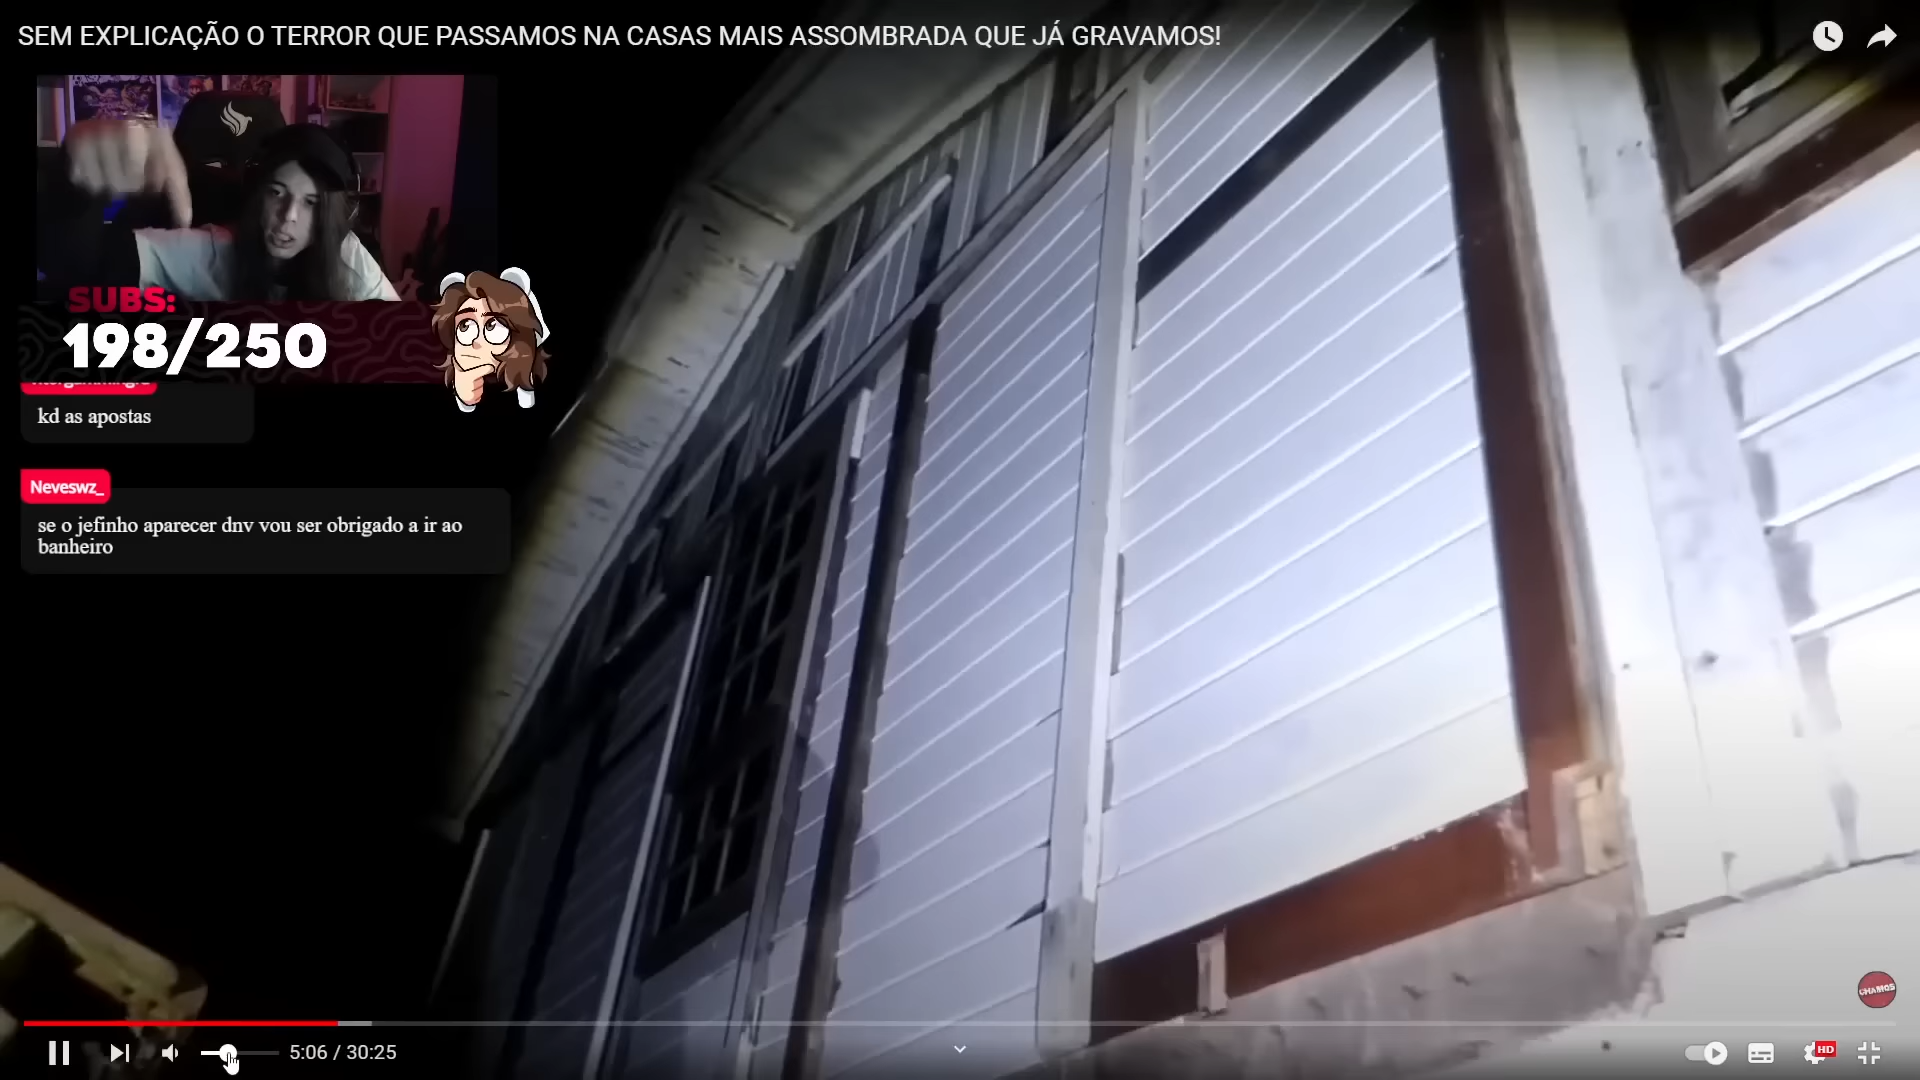 SEM EXPLICAÇÃO O TERROR QUE PASSAMOS NA CASAS MAIS ASSOMBRADA QUE JÁ GRAVAMOS!
SUBS:
198/250
kd as apostas
Neveswz_
se o jefinho aparecer dnv vou ser obrigado a ir ao
banheiro
CHAMOS
5:06 / 30:25
HD